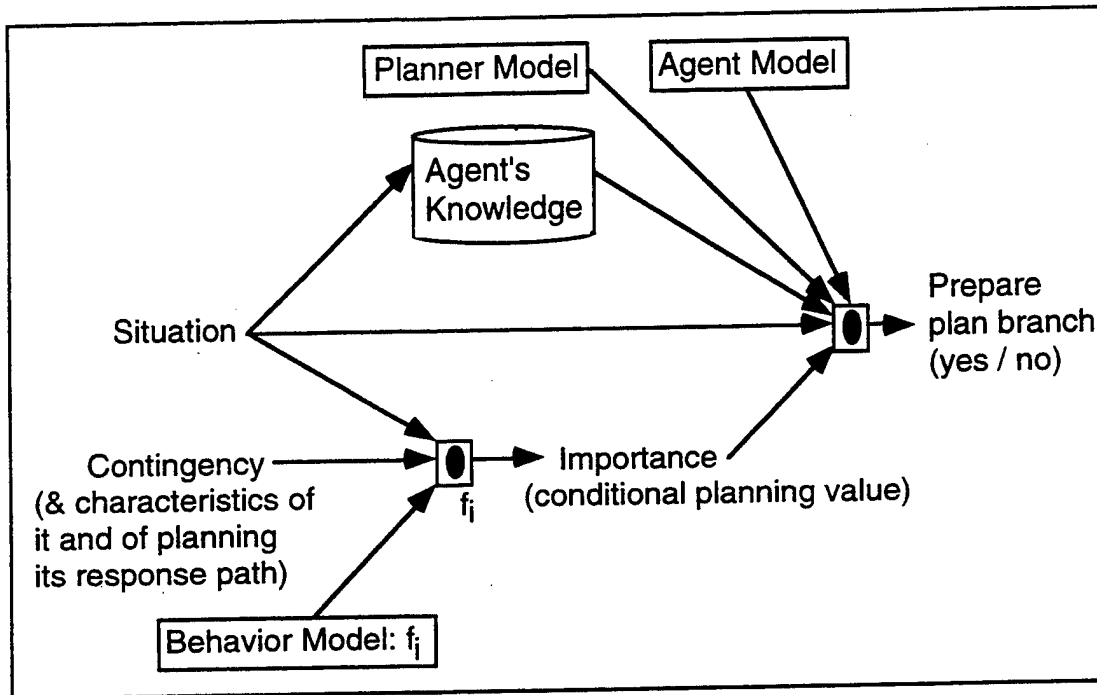 Planner Model
Agent Model
Agent's
Knowledge
Situation
Prepare
plan branch
(yes / no)
Contingency
(& characteristics of
it and of planning
its response path)
fi
Importance
(conditional planning value)
Behavior Model: fi